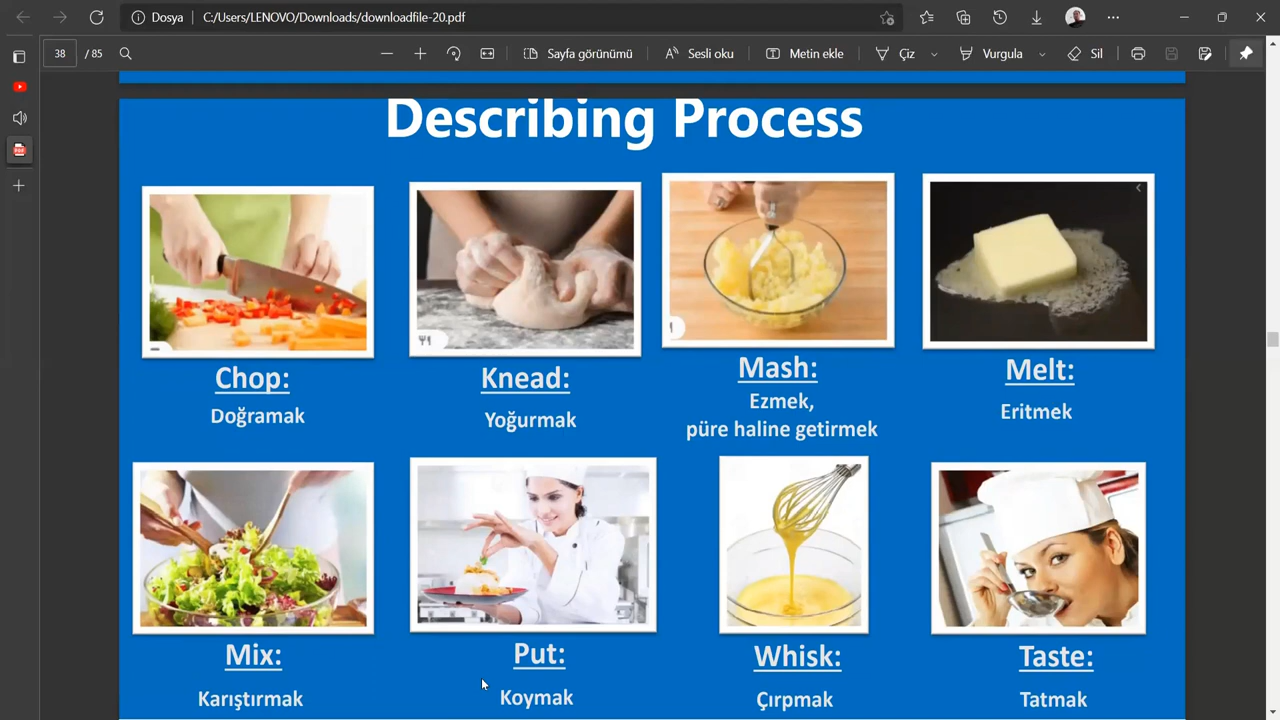 Dosya
C:/Users/LENOVO/Downloads/downloadfile-20.pdf
38
/ 85
Sayfa görünümü
Sesli oku
Metin ekle
Çiz
Vurgula
Sil
Describing Process
Chop:
Doğramak
Knead:
Yoğurmak
Mash:
Ezmek,
püre haline getirmek
Melt:
Eritmek
Mix:
Karıştırmak
Put:
Koymak
Whisk:
Çırpmak
Taste:
Tatmak